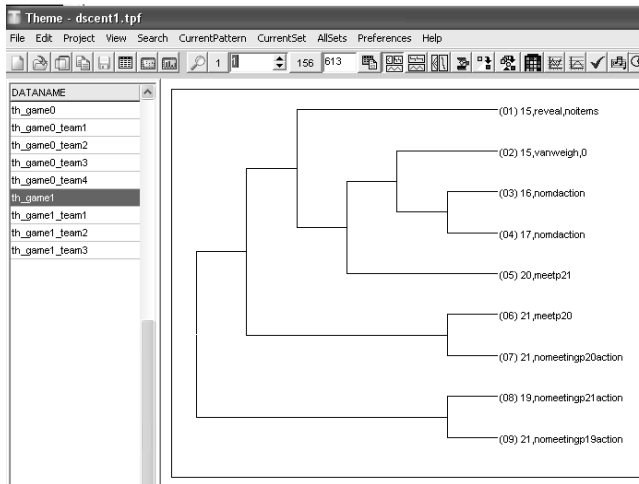 Theme - dscent1.tpf
File Edit Project View Search CurrentPattern CurrentSet AllSets Preferences Help
1 1 156 613
DATANAME
th_game0
th_game0_team1
th_game0_team2
th_game0_team3
th_game0_team4
th_game1
th_game1_team1
th_game1_team2
th_game1_team3
(01) 15,reveal,noitems
(02) 15,vanweigh,0
(03) 16,nomdaction
(04) 17,nomdaction
(05) 20,meetp21
(06) 21,meetp20
(07) 21,nomeetingp20action
(08) 19,nomeetingp21action
(09) 21,nomeetingp19action